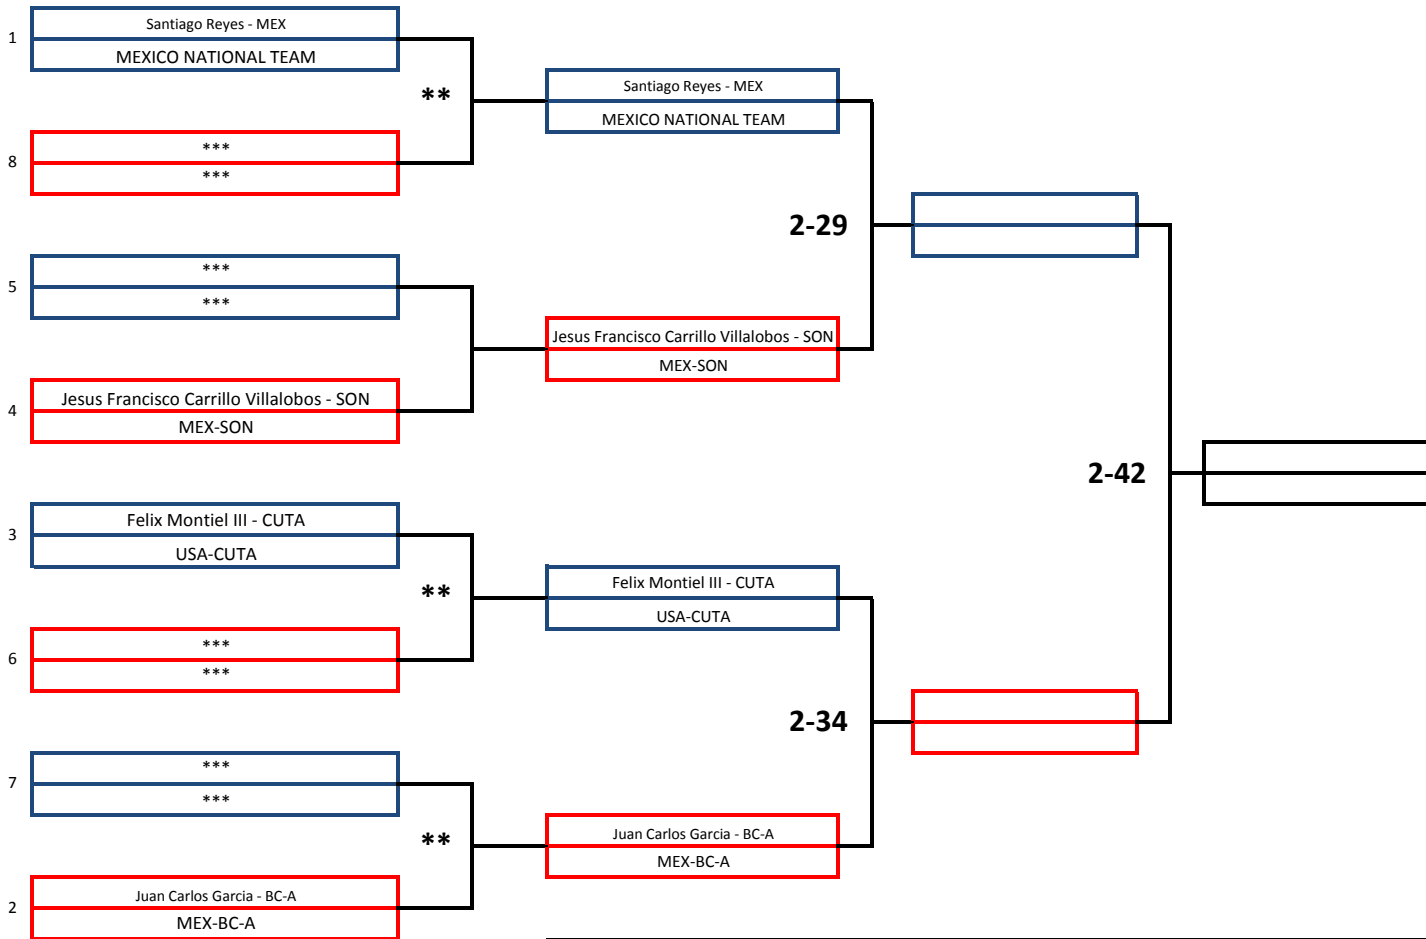 1
Santiago Reyes - MEX
MEXICO NATIONAL TEAM
**
8
***
***
5
***
***
4
Jesus Francisco Carrillo Villalobos - SON
MEX-SON
3
Felix Montiel III - CUTA
USA-CUTA
**
6
***
***
7
***
***
**
2
Juan Carlos Garcia - BC-A
MEX-BC-A
Santiago Reyes - MEX
MEXICO NATIONAL TEAM
2-29
Jesus Francisco Carrillo Villalobos - SON
MEX-SON
Felix Montiel III - CUTA
USA-CUTA
2-34
Juan Carlos Garcia - BC-A
MEX-BC-A
2-42